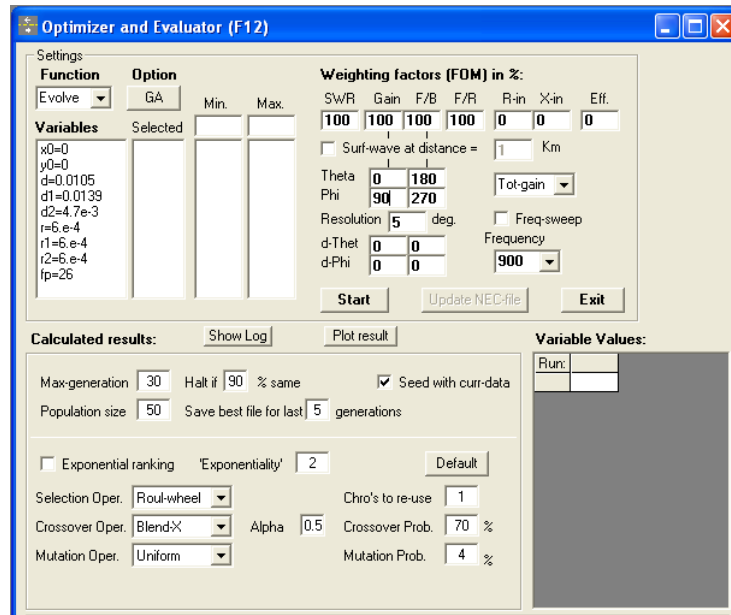 Optimizer and Evaluator (F12)
Settings
Function Option Weighting factors (FOM) in %:
Evolve GA Min. Max. SWR Gain F/B F/R R-in X-in Eff.
100 100 100 100 0 0 0
Variables Selected
Surf-wave at distance = 1 Km
x0=0
y0=0
d=0.0105
d1=0.0139
d2=4.7e-3
r=6.e-4
r1=6.e-4
r2=6.e-4
fp=26
Theta 0 180 Tot-gain
Phi 90 270
Resolution 5 deg. Freq-sweep
d-Thet 0 0 Frequency
d-Phi 0 0 900
Start Update NEC-file Exit
Calculated results: Show Log Plot result Variable Values:
Run:
Max-generation 30 Halt if 90 % same Seed with curr-data
Population size 50 Save best file for last 5 generations
Exponential ranking 'Exponentiality' 2 Default
Selection Oper. Roul-wheel Chro's to re-use 1
Crossover Oper. Blend-X Alpha 0.5 Crossover Prob. 70 %
Mutation Oper. Uniform Mutation Prob. 4 %